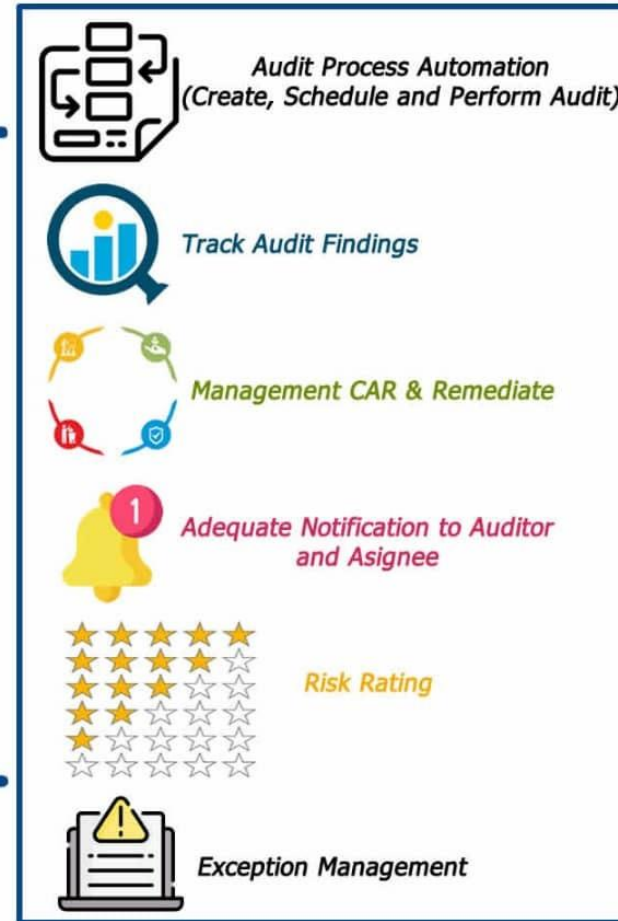 Audit Process Automation
(Create, Schedule and Perform Audit)
Track Audit Findings
Management CAR & Remediate
1
Adequate Notification to Auditor
and Asignee
Risk Rating
Exception Management